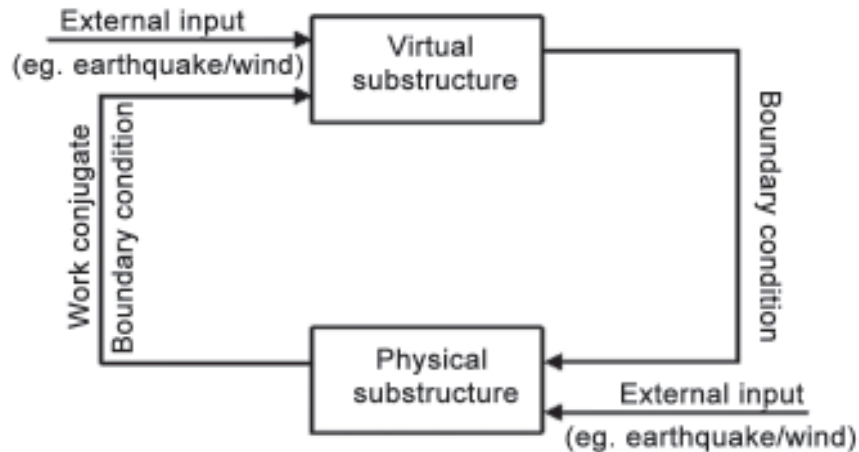 External input
(eg. earthquake/wind)
Virtual
substructure
Work conjugate
Boundary condition
Boundary condition
Physical
substructure
External input
(eg. earthquake/wind)